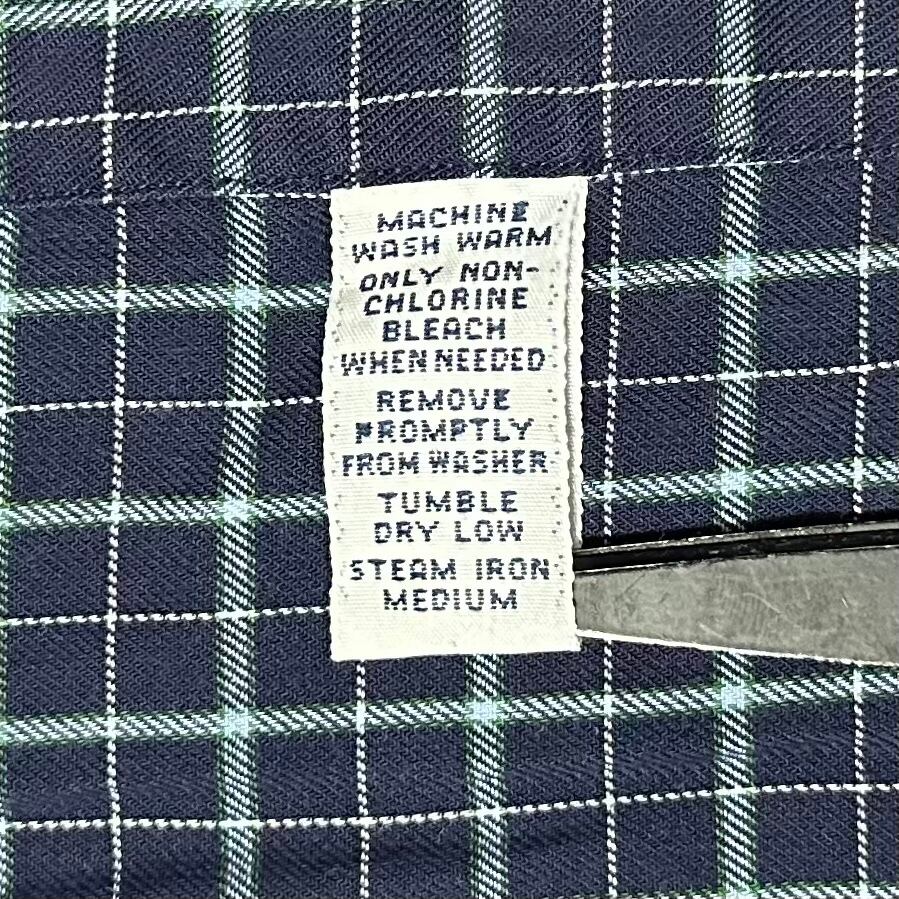 MACHINE
WASH WARM
ONLY NON-
CHLORINE
BLEACH
WHEN NEEDED
REMOVE
PROMPTLY
FROM WASHER
TUMBLE
DRY LOW
STEAM IRON
MEDIUM